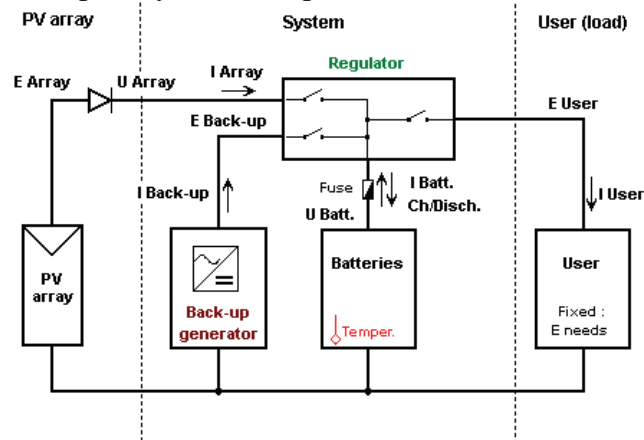 PV array
System
User (load)
Regulator
I Array
E Array
U Array
E Back-up
E User
I Back-up
Fuse
I Batt.
Ch/Disch.
U Batt.
I User
PV
array
Back-up
generator
Batteries
Temper.
User
Fixed :
E needs